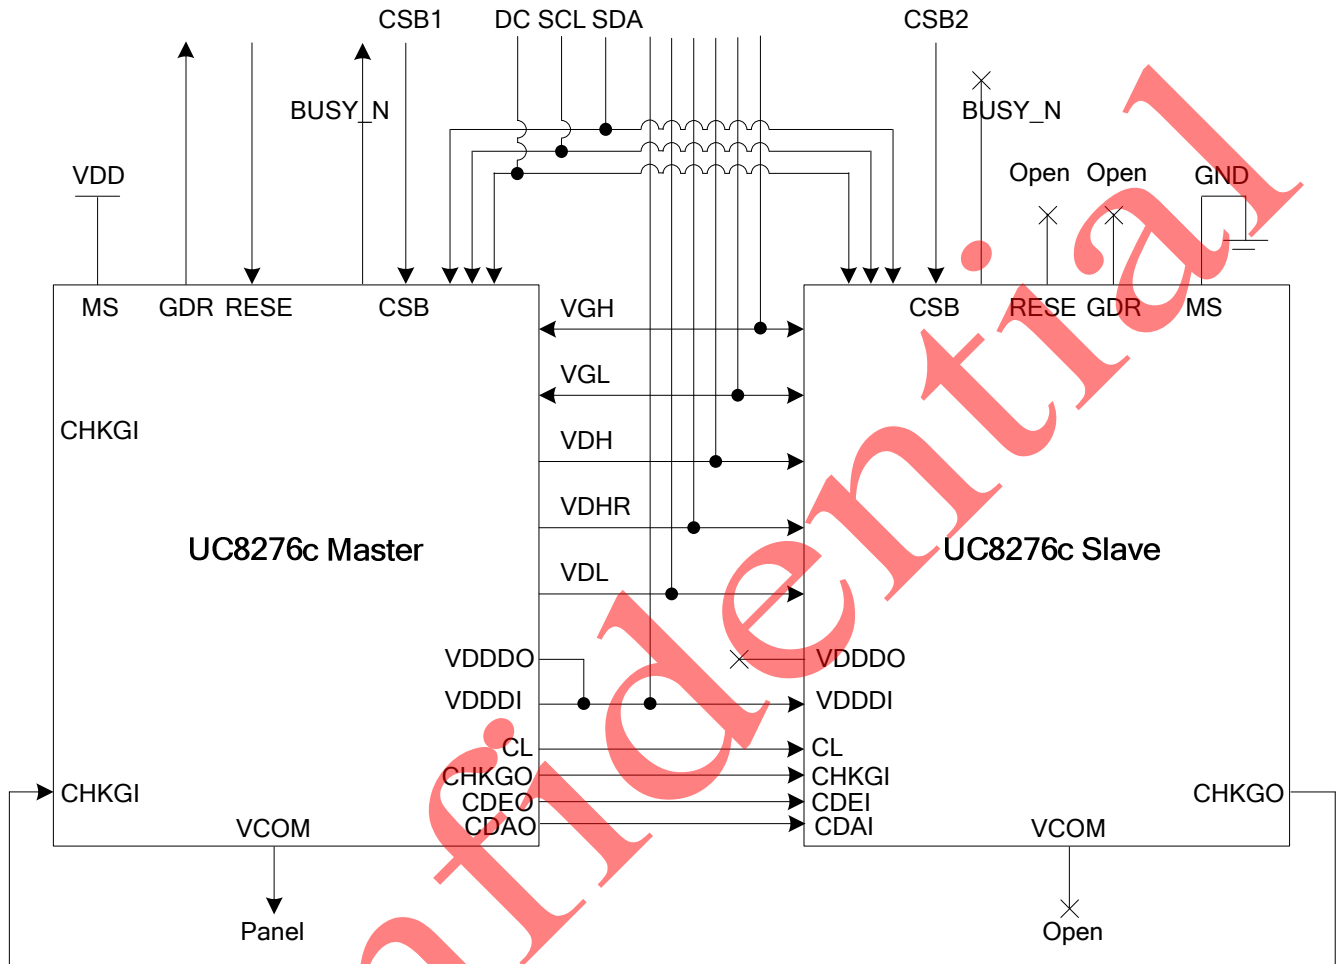 CSB1 DC SCL SDA CSB2
BUSY_N BUSY_N
VDD Open Open GND
MS GDR RESE CSB VGH CSB RESE GDR MS
VGL
CHKGI VDH
VDHR
UC8276c Master UC8276c Slave
VDL
VDDDO VDDDO
VDDDI VDDDI
CL CL
CHKGO CHKGI
CHKGI CDEO CDEI CHKGO
CDAO CDAI
VCOM VCOM
Panel Open
nfidential